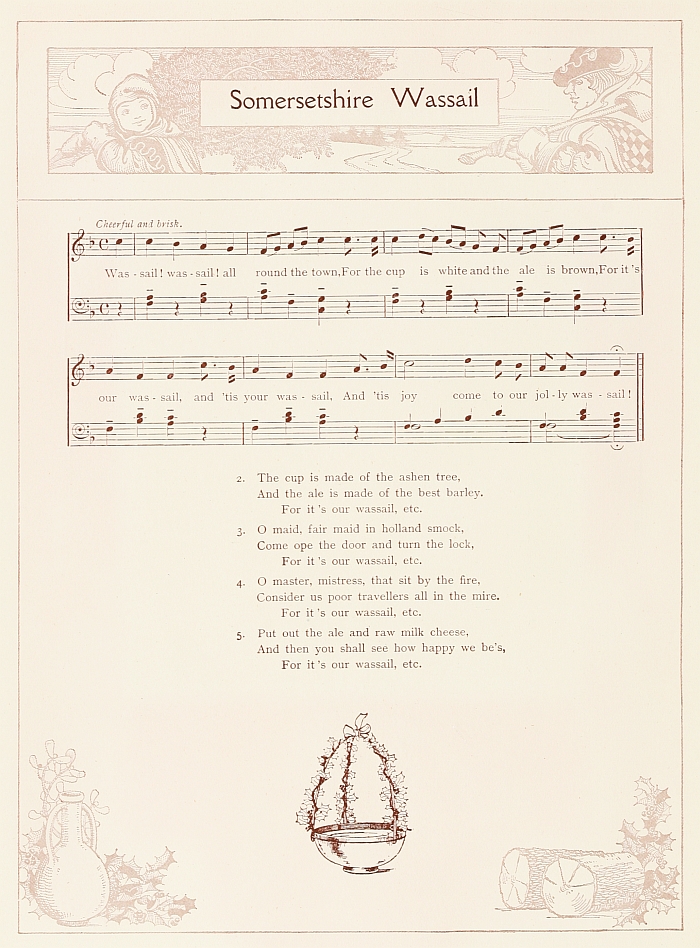 Somersetshire Wassail
Cheerful and brisk.
Was - sail! was - sail! all round the town, For the cup is white and the ale is brown, For it's
our was - sail, and 'tis your was - sail, And 'tis joy come to our jol - ly was - sail!
2. The cup is made of the ashen tree,
And the ale is made of the best barley.
For it's our wassail, etc.
3. O maid, fair maid in holland smock,
Come ope the door and turn the lock,
For it's our wassail, etc.
4. O master, mistress, that sit by the fire,
Consider us poor travellers all in the mire.
For it's our wassail, etc.
5. Put out the ale and raw milk cheese,
And then you shall see how happy we be's,
For it's our wassail, etc.